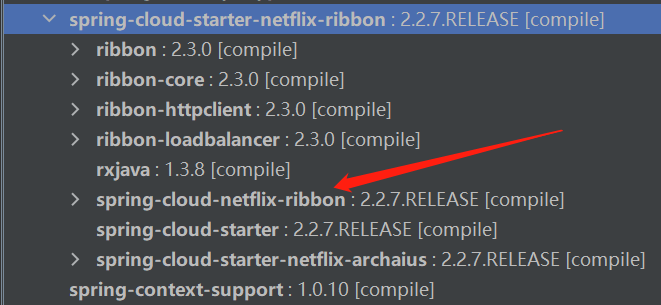 spring-cloud-starter-netflix-ribbon : 2.2.7.RELEASE [compile]
ribbon : 2.3.0 [compile]
ribbon-core : 2.3.0 [compile]
ribbon-httpclient : 2.3.0 [compile]
ribbon-loadbalancer : 2.3.0 [compile]
rxjava : 1.3.8 [compile]
spring-cloud-netflix-ribbon : 2.2.7.RELEASE [compile]
spring-cloud-starter : 2.2.7.RELEASE [compile]
spring-cloud-starter-netflix-archaius : 2.2.7.RELEASE [compile]
spring-context-support : 1.0.10 [compile]